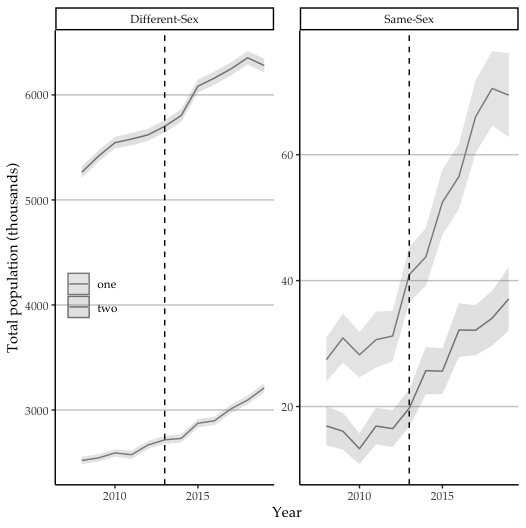 Different-Sex
Same-Sex
Total population (thousands)
6000
5000
4000
3000
one
two
60
40
20
2010
2015
2010
2015
Year